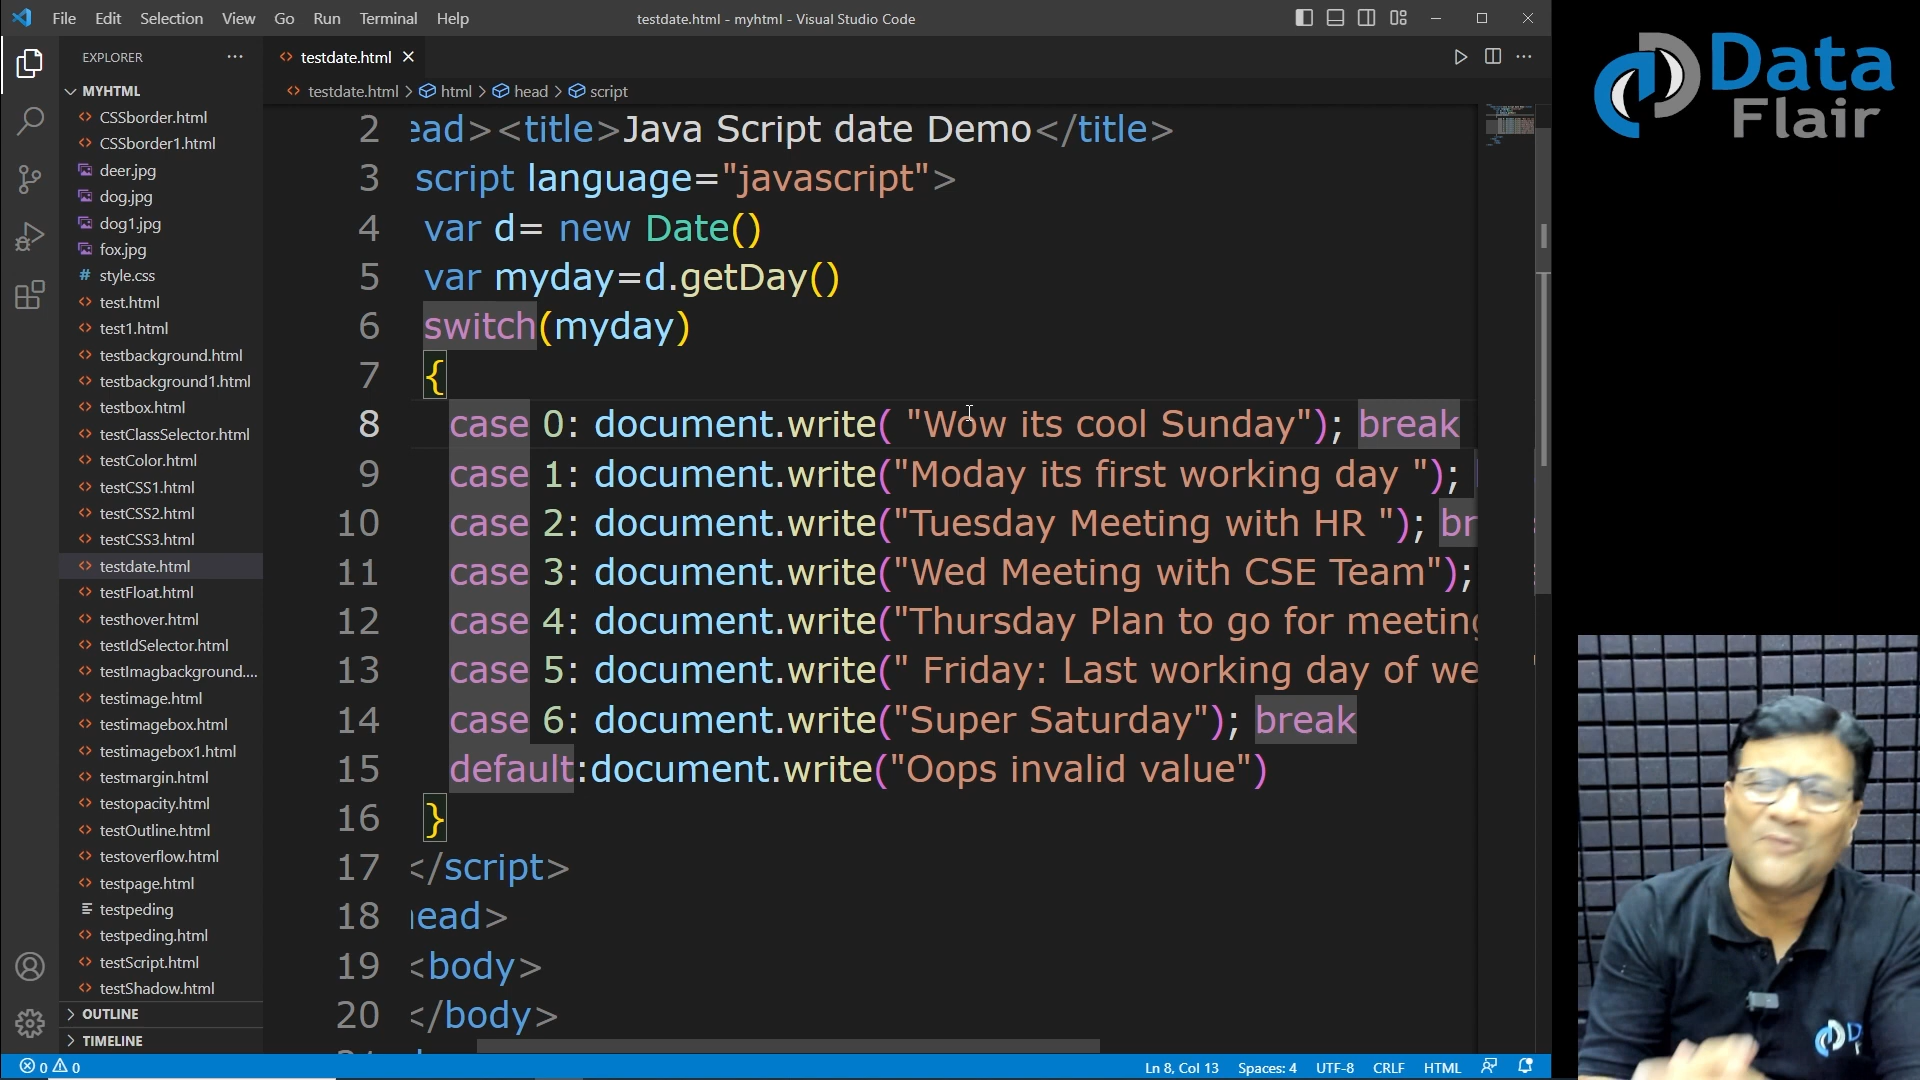 File Edit Selection View Go Run Terminal Help
testdate.html - myhtml - Visual Studio Code
EXPLORER
MYHTML
CSSborder.html
CSSborder1.html
deer.jpg
dog.jpg
dog1.jpg
fox.jpg
style.css
test.html
test1.html
testbackground.html
testbackground1.html
testbox.html
testClassSelector.html
testColor.html
testCSS1.html
testCSS2.html
testCSS3.html
testdate.html
testFloat.html
testhover.html
testIdSelector.html
testImagbackground....
testimage.html
testimagebox.html
testimagebox1.html
testmargin.html
testopacity.html
testOutline.html
testoverflow.html
testpage.html
testpeding
testpeding.html
testScript.html
testShadow.html
OUTLINE
TIMELINE
testdate.html
testdate.html > html > head > script
2 ead><title>Java Script date Demo</title>
3 script language="javascript">
4 var d= new Date()
5 var myday=d.getDay()
6 switch(myday)
7 {
8 case 0: document.write( "Wow its cool Sunday"); break
9 case 1: document.write("Moday its first working day ");
10 case 2: document.write("Tuesday Meeting with HR "); br
11 case 3: document.write("Wed Meeting with CSE Team");
12 case 4: document.write("Thursday Plan to go for meeting
13 case 5: document.write(" Friday: Last working day of we
14 case 6: document.write("Super Saturday"); break
15 default:document.write("Oops invalid value")
16 }
17 </script>
18 head>
19 <body>
20 </body>
0 0
Ln 8, Col 13 Spaces: 4 UTF-8 CRLF HTML
Data
Flair